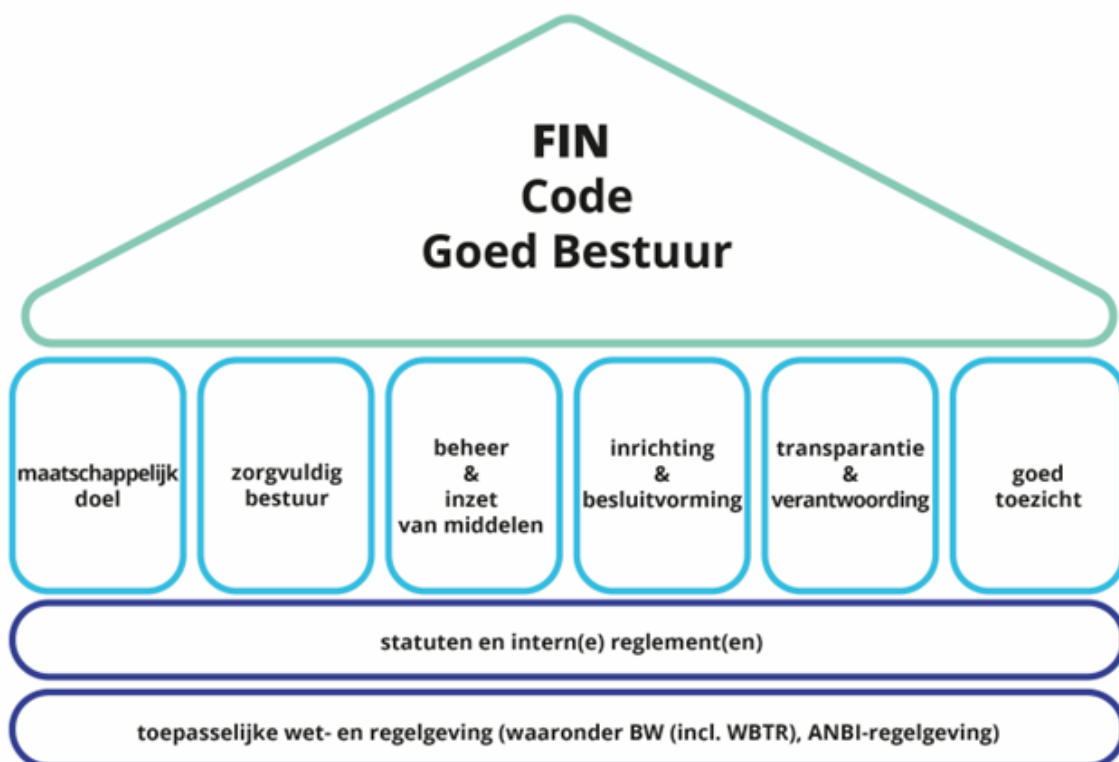 FIN
Code
Goed Bestuur
maatschappelijk
doel
zorgvuldig
bestuur
beheer
&
inzet
van middelen
inrichting
&
besluitvorming
transparantie
&
verantwoording
goed
toezicht
statuten en intern(e) reglement(en)
toepasselijke wet- en regelgeving (waaronder BW (incl. WBTR), ANBI-regelgeving)